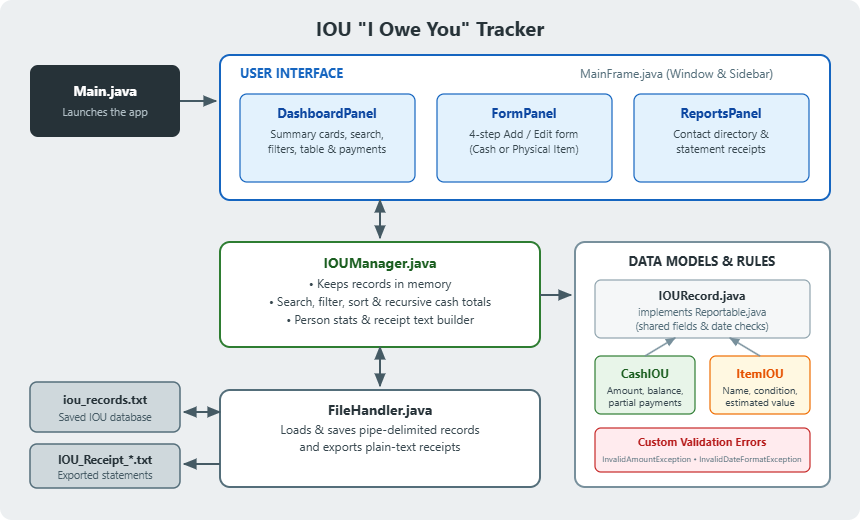 IOU "I Owe You" Tracker
Main.java
Launches the app
USER INTERFACE
MainFrame.java (Window & Sidebar)
DashboardPanel
Summary cards, search,
filters, table & payments
FormPanel
4-step Add / Edit form
(Cash or Physical Item)
ReportsPanel
Contact directory &
statement receipts
IOUManager.java
• Keeps records in memory
• Search, filter, sort & recursive cash totals
• Person stats & receipt text builder
DATA MODELS & RULES
IOURecord.java
implements Reportable.java
(shared fields & date checks)
CashIOU
Amount, balance,
partial payments
ItemIOU
Name, condition,
estimated value
Custom Validation Errors
InvalidAmountException • InvalidDateFormatException
iou_records.txt
Saved IOU database
IOU_Receipt_*.txt
Exported statements
FileHandler.java
Loads & saves pipe-delimited records
and exports plain-text receipts